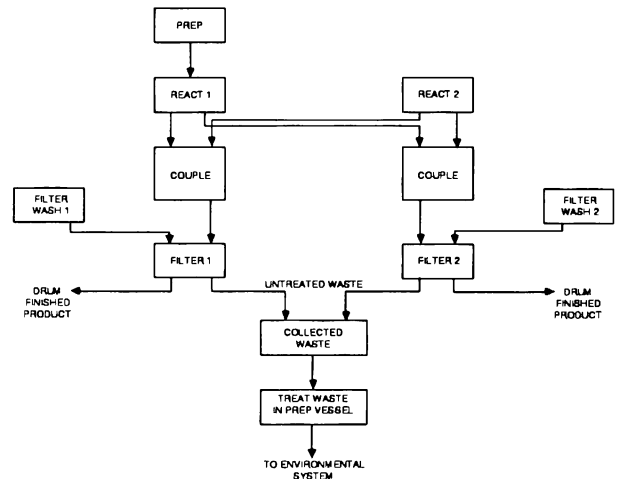 PREP
REACT 1
REACT 2
COUPLE
COUPLE
FILTER
WASH 1
FILTER
WASH 2
FILTER 1
FILTER 2
DRUM
FINISHED
PRODUCT
UNTREATED WASTE
DRUM
FINISHED
PRODUCT
COLLECTED
WASTE
TREAT WASTE
IN PREP VESSEL
TO ENVIRONMENTAL
SYSTEM